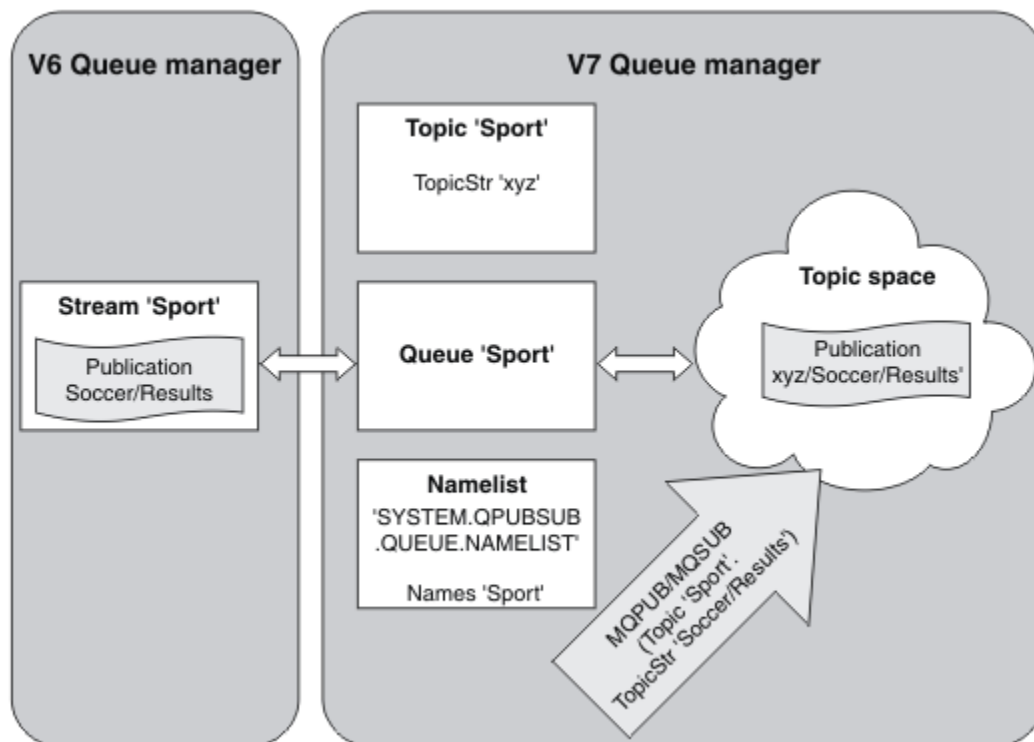 V6 Queue manager
Stream 'Sport'
Publication
Soccer/Results
V7 Queue manager
Topic 'Sport'
TopicStr 'xyz'
Queue 'Sport'
Namelist
'SYSTEM.QPUBSUB
.QUEUE.NAMELIST'
Names 'Sport'
Topic space
Publication
xyz/Soccer/Results'
MQPUB/MQSUB
(Topic 'Sport'.
TopicStr 'Soccer/Results')